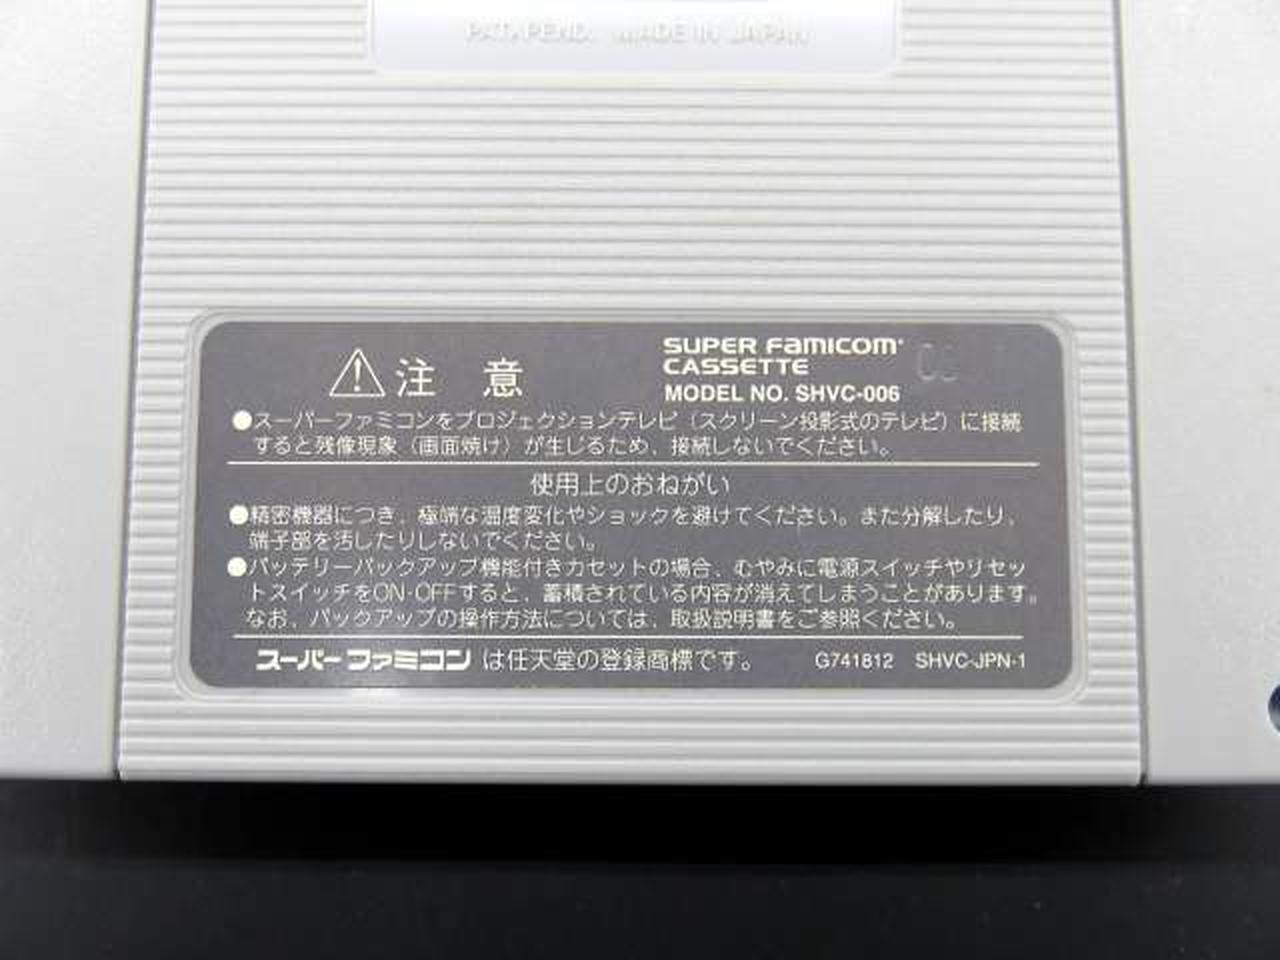 PAT. PEND. MADE IN JAPAN
注意
SUPER FAMICOM
CASSETTE
MODEL NO. SHVC-006
●スーパーファミコンをプロジェクションテレビ（スクリーン投影式のテレビ）に接続
すると残像現象（画面焼け）が生じるため、接続しないでください。
使用上のおねがい
●精密機器につき、極端な温度変化やショックを避けてください。また分解したり、
端子部を汚したりしないでください。
●バッテリーバックアップ機能付きカセットの場合、むやみに電源スイッチやリセッ
トスイッチをON・OFFすると、蓄積されている内容が消えてしまうことがあります。
なお、バックアップの操作方法については、取扱説明書をご参照ください。
スーパーファミコンは任天堂の登録商標です。 G741812 SHVC-JPN-1